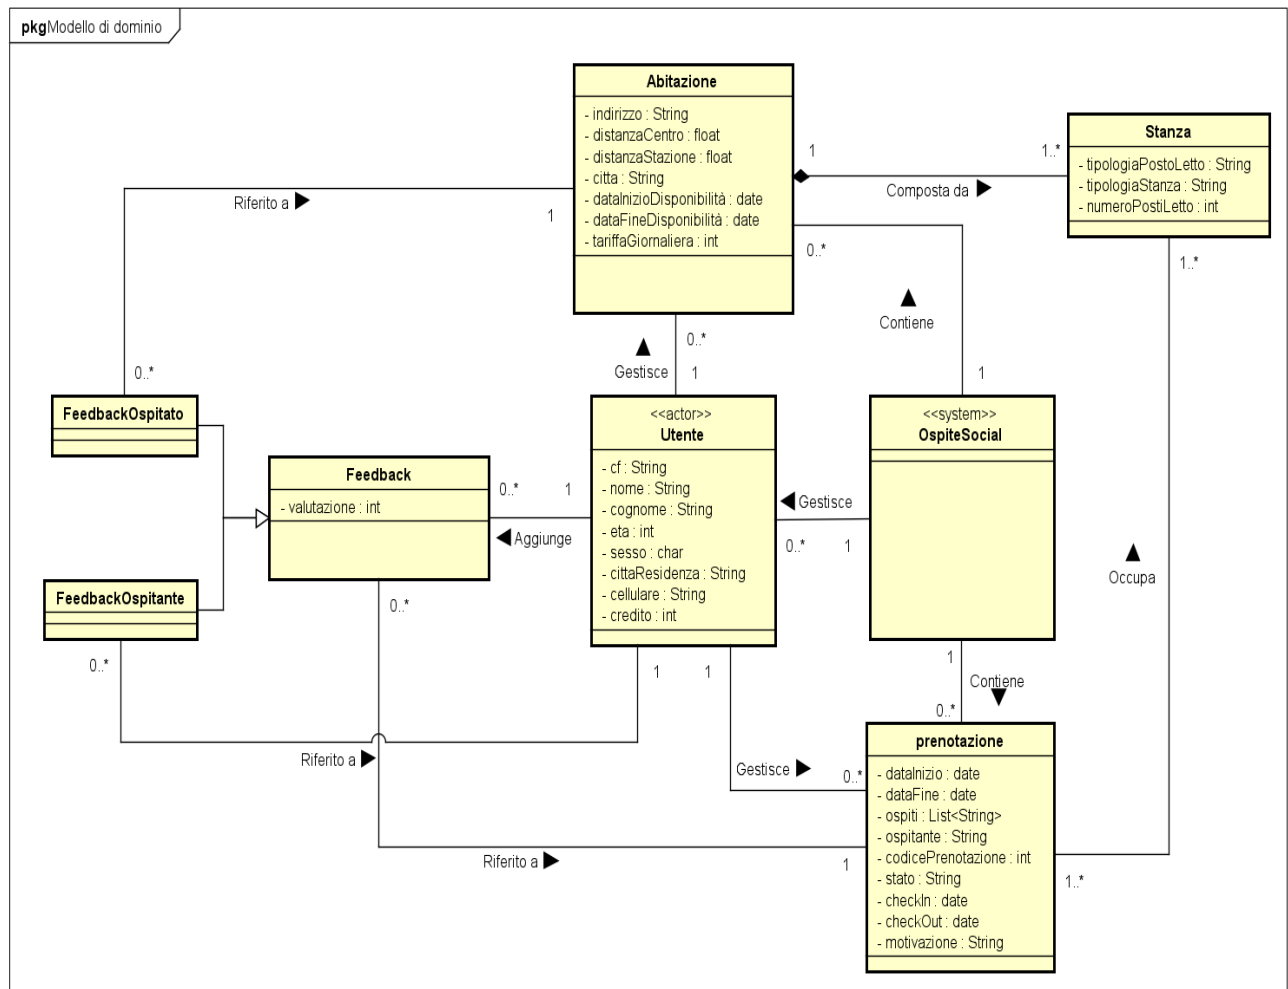 pkg Modello di dominio
Abitazione
- indirizzo : String
- distanzaCentro : float
- distanzaStazione : float
- citta : String
- dataInizioDisponibilità : date
- dataFineDisponibilità : date
- tariffaGiornaliera : int
Stanza
- tipologiaPostoLetto : String
- tipologiaStanza : String
- numeroPostiLetto : int
1
1..*
Composta da
Riferito a
1
0..*
0..*
Contiene
1
1..*
0..*
Gestisce
1
FeedbackOspitato
Feedback
- valutazione : int
<<actor>>
Utente
- cf : String
- nome : String
- cognome : String
- eta : int
- sesso : char
- cittaResidenza : String
- cellulare : String
- credito : int
<<system>>
OspiteSocial
0..*
1
Aggiunge
Gestisce
0..*
1
Occupa
FeedbackOspitante
0..*
0..*
1
1
1
Contiene
0..*
Riferito a
Gestisce
0..*
prenotazione
- dataInizio : date
- dataFine : date
- ospiti : List<String>
- ospitante : String
- codicePrenotazione : int
- stato : String
- checkIn : date
- checkOut : date
- motivazione : String
Riferito a
1
1..*